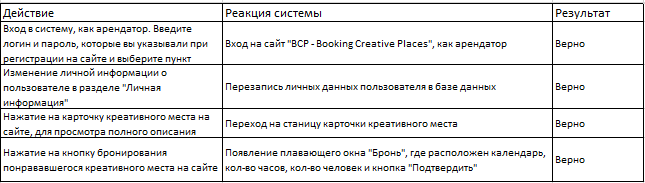 Действие Реакция системы Результат
Вход в систему, как арендатор. Введите
логин и пароль, которые вы указывали при
регистрации на сайте и выберите пункт
Вход на сайт "BCP - Booking Creative Places", как арендатор
Верно
Изменение личной информации о
пользователе в разделе "Личная
информация"
Перезапись личных данных пользователя в базе данных
Верно
Нажатие на карточку креативного места на
сайте, для просмотра полного описания
Переход на станицу карточки креативного места
Верно
Нажатие на кнопку бронирования
понравававшегося креативного места на сайте
Появление плавающего окна "Бронь", где расположен календарь,
кол-во часов, кол-во человек и кнопка "Подтвердить"
Верно